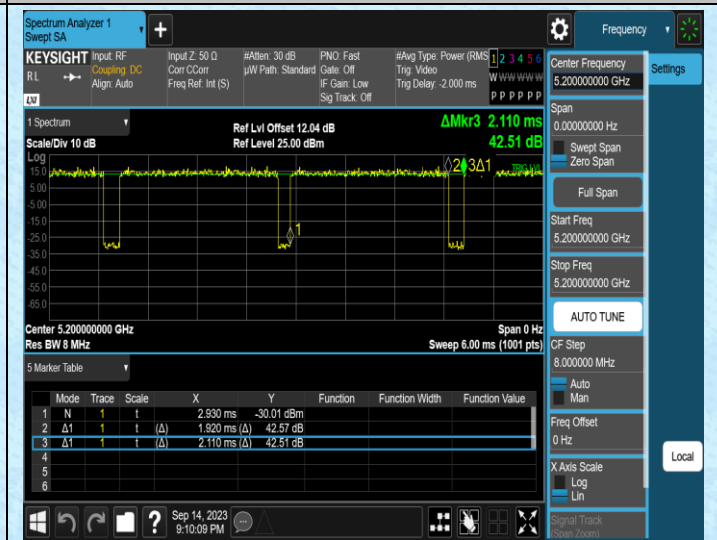 Spectrum Analyzer 1
Swept SA
+
Frequency
KEYSIGHT
RL
LXI
Input: RF
Coupling: DC
Align: Auto
Input Z: 50 Ω
Corr CCorr
Freq Ref: Int (S)
#Atten: 30 dB
µW Path: Standard
PNO: Fast
Gate: Off
IF Gain: Low
Sig Track: Off
#Avg Type: Power (RMS
Trig: Video
Trig Delay: -2.000 ms
1 2 3 4 5 6
W W W W W W
P P P P P P
1 Spectrum
Scale/Div 10 dB
Ref Lvl Offset 12.04 dB
Ref Level 25.00 dBm
ΔMkr3 2.110 ms
42.51 dB
Log
15.0
5.00
-5.00
-15.0
-25.0
-35.0
-45.0
-55.0
-65.0
2 3Δ1
TRIG LVL
1
Center 5.200000000 GHz
Res BW 8 MHz
Span 0 Hz
Sweep 6.00 ms (1001 pts)
5 Marker Table
Mode Trace Scale X Y Function Function Width Function Value
1 N 1 t 2.930 ms -30.01 dBm
2 Δ1 1 t (Δ) 1.920 ms (Δ) 42.57 dB
3 Δ1 1 t (Δ) 2.110 ms (Δ) 42.51 dB
4
5
6
?
Sep 14, 2023
9:10:09 PM
Center Frequency
5.200000000 GHz
Span
0.00000000 Hz
Swept Span
Zero Span
Full Span
Start Freq
5.200000000 GHz
Stop Freq
5.200000000 GHz
AUTO TUNE
CF Step
8.000000 MHz
Auto
Man
Freq Offset
0 Hz
X Axis Scale
Log
Lin
Signal Track
(Span Zoom)
Settings
Local